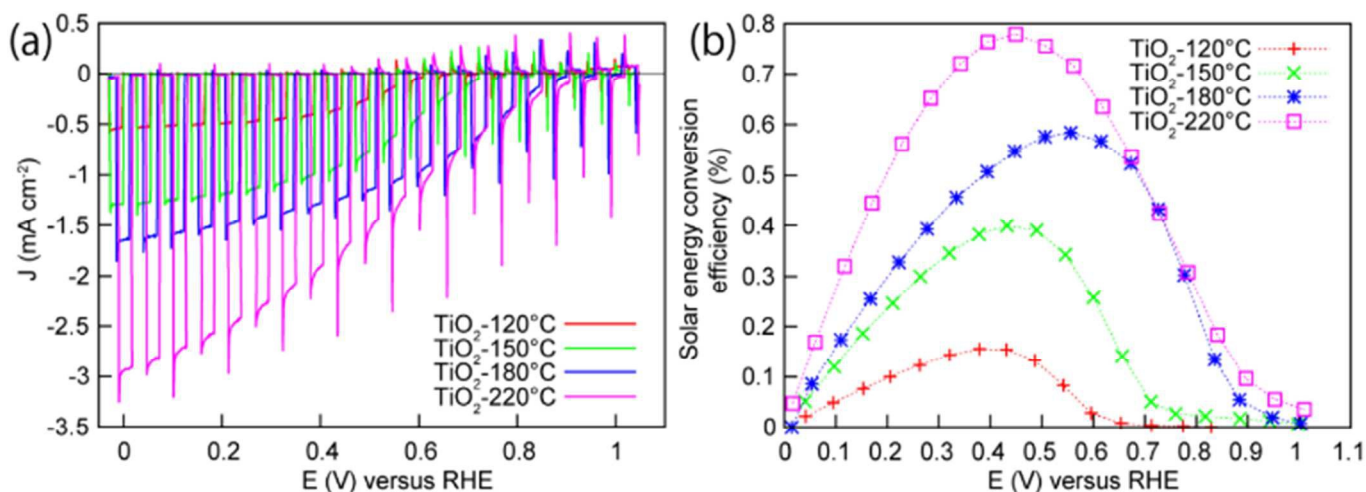 (a)
0.5
0
-0.5
-1
-1.5
-2
-2.5
-3
-3.5
J (mA cm⁻²)
TiO₂-120°C
TiO₂-150°C
TiO₂-180°C
TiO₂-220°C
0 0.2 0.4 0.6 0.8 1
E (V) versus RHE
(b)
0.8
0.7
0.6
0.5
0.4
0.3
0.2
0.1
0
Solar energy conversion
efficiency (%)
TiO₂-120°C
TiO₂-150°C
TiO₂-180°C
TiO₂-220°C
0 0.1 0.2 0.3 0.4 0.5 0.6 0.7 0.8 0.9 1 1.1
E (V) versus RHE